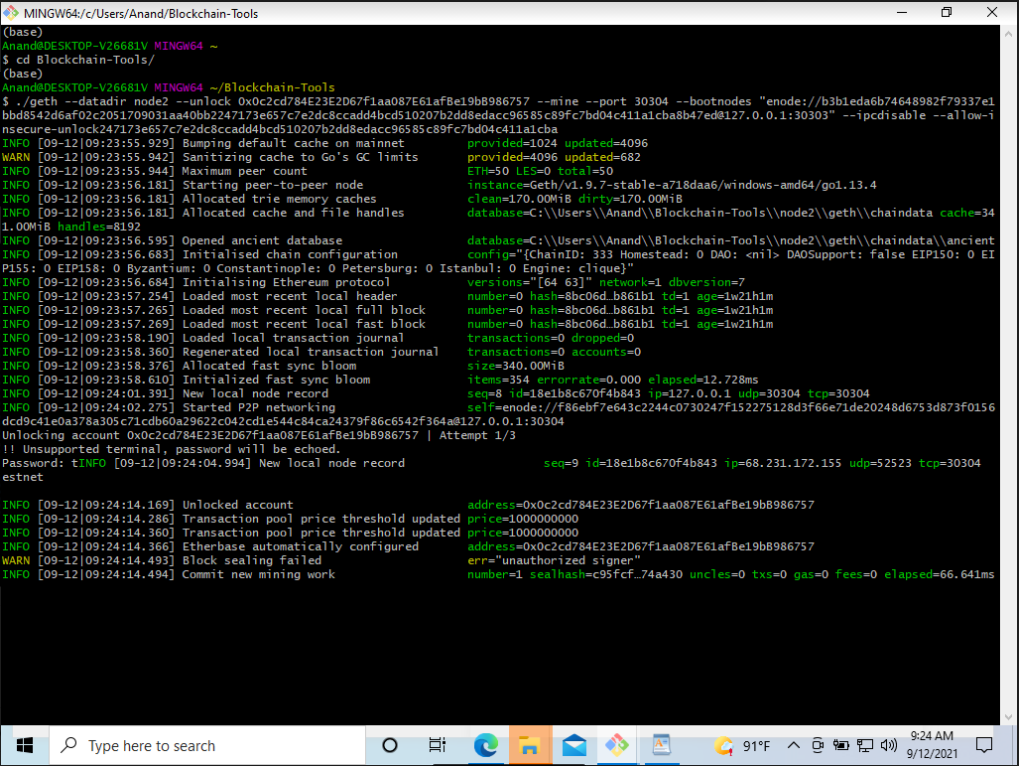 MINGW64:/c/Users/Anand/Blockchain-Tools
(base)
Anand@DESKTOP-V26681V MINGW64 ~
$ cd Blockchain-Tools/
(base)
Anand@DESKTOP-V26681V MINGW64 ~/Blockchain-Tools
$ ./geth --datadir node2 --unlock 0x0c2cd784E23E2D67f1aa087E61afBe19bB986757 --mine --port 30304 --bootnodes "enode://b3b1eda6b74648982f79337e1
bbd8542d6af02c2051709031aa40bb2247173e657c7e2dc8ccadd4bcd510207b2dd8edacc96585c89fc7bd04c411a1cba8b47ed@127.0.0.1:30303" --ipcdisable --allow-i
nsecure-unlock247173e657c7e2dc8ccadd4bcd510207b2dd8edacc96585c89fc7bd04c411a1cba
INFO [09-12|09:23:55.929] Bumping default cache on mainnet provided=1024 updated=4096
WARN [09-12|09:23:55.942] Sanitizing cache to Go's GC limits provided=4096 updated=682
INFO [09-12|09:23:55.944] Maximum peer count ETH=50 LES=0 total=50
INFO [09-12|09:23:56.181] Starting peer-to-peer node instance=Geth/v1.9.7-stable-a718daa6/windows-amd64/go1.13.4
INFO [09-12|09:23:56.181] Allocated trie memory caches clean=170.00MiB dirty=170.00MiB
INFO [09-12|09:23:56.181] Allocated cache and file handles database=C:\\Users\\Anand\\Blockchain-Tools\\node2\\geth\\chaindata cache=34
1.00MiB handles=8192
INFO [09-12|09:23:56.595] Opened ancient database database=C:\\Users\\Anand\\Blockchain-Tools\\node2\\geth\\chaindata\\ancient
INFO [09-12|09:23:56.683] Initialised chain configuration config="{ChainID: 333 Homestead: 0 DAO: <nil> DAOSupport: false EIP150: 0 EI
P155: 0 EIP158: 0 Byzantium: 0 Constantinople: 0 Petersburg: 0 Istanbul: 0 Engine: clique}"
INFO [09-12|09:23:56.684] Initialising Ethereum protocol versions="[64 63]" network=1 dbversion=7
INFO [09-12|09:23:57.254] Loaded most recent local header number=0 hash=8bc06d…b861b1 td=1 age=1w21h1m
INFO [09-12|09:23:57.265] Loaded most recent local full block number=0 hash=8bc06d…b861b1 td=1 age=1w21h1m
INFO [09-12|09:23:57.269] Loaded most recent local fast block number=0 hash=8bc06d…b861b1 td=1 age=1w21h1m
INFO [09-12|09:23:58.190] Loaded local transaction journal transactions=0 dropped=0
INFO [09-12|09:23:58.360] Regenerated local transaction journal transactions=0 accounts=0
INFO [09-12|09:23:58.376] Allocated fast sync bloom size=340.00MiB
INFO [09-12|09:23:58.610] Initialized fast sync bloom items=354 errorrate=0.000 elapsed=12.728ms
INFO [09-12|09:24:01.391] New local node record seq=8 id=18e1b8c670f4b843 ip=127.0.0.1 udp=30304 tcp=30304
INFO [09-12|09:24:02.275] Started P2P networking self=enode://f86ebf7e643c2244c0730247f152275128d3f66e71de20248d6753d873f0156
dcd9c41e0a378a305c71cdb60a29622c042cd1e544c84ca24379f86c6542f364a@127.0.0.1:30304
Unlocking account 0x0c2cd784E23E2D67f1aa087E61afBe19bB986757 | Attempt 1/3
!! Unsupported terminal, password will be echoed.
Password: tINFO [09-12|09:24:04.994] New local node record seq=9 id=18e1b8c670f4b843 ip=68.231.172.155 udp=52523 tcp=30304
estnet
INFO [09-12|09:24:14.169] Unlocked account address=0x0c2cd784E23E2D67f1aa087E61afBe19bB986757
INFO [09-12|09:24:14.286] Transaction pool price threshold updated price=1000000000
INFO [09-12|09:24:14.360] Transaction pool price threshold updated price=1000000000
INFO [09-12|09:24:14.366] Etherbase automatically configured address=0x0c2cd784E23E2D67f1aa087E61afBe19bB986757
WARN [09-12|09:24:14.493] Block sealing failed err="unauthorized signer"
INFO [09-12|09:24:14.494] Commit new mining work number=1 sealhash=c95fcf…74a430 uncles=0 txs=0 gas=0 fees=0 elapsed=66.641ms
Type here to search
91°F
9:24 AM
9/12/2021